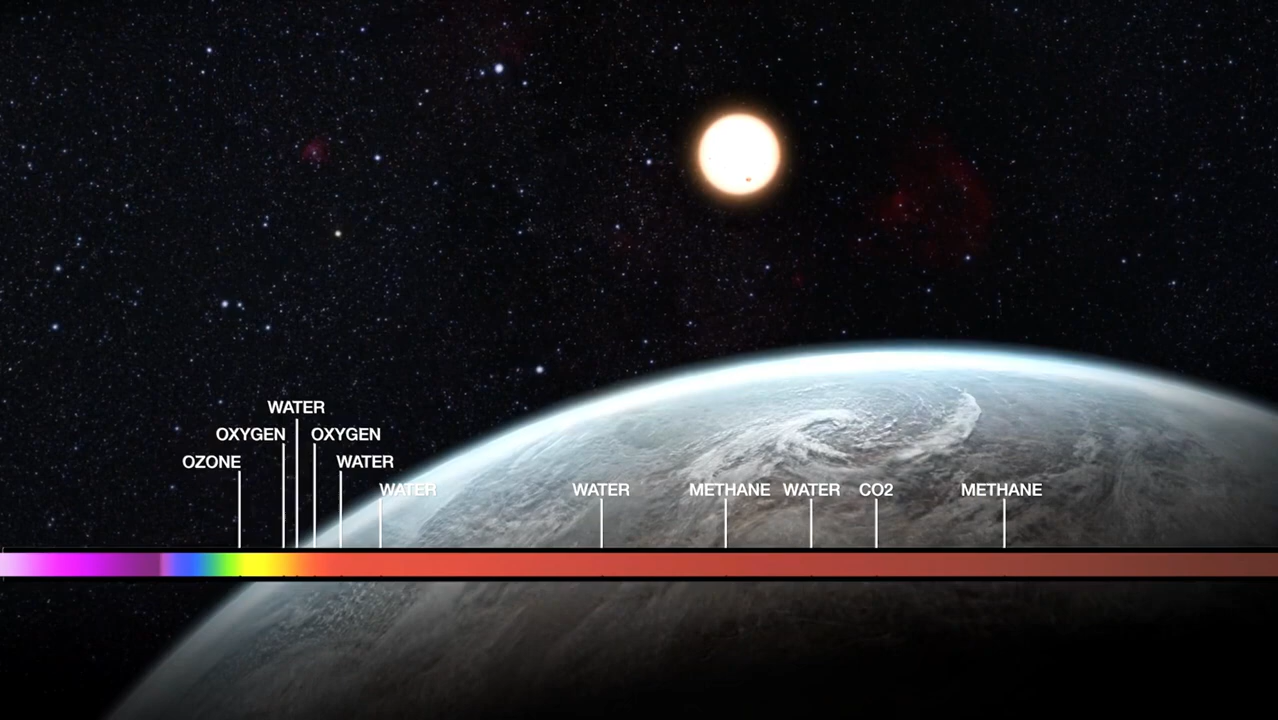 WATER
OXYGEN OXYGEN
OZONE WATER
WATER WATER METHANE WATER CO2 METHANE